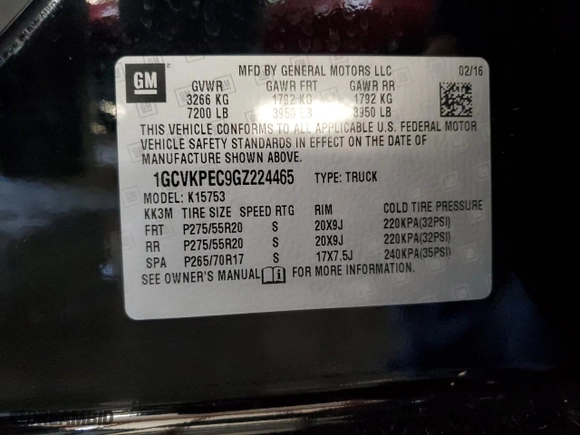 GM
MFD BY GENERAL MOTORS LLC 02/16
GVWR GAWR FRT GAWR RR
3266 KG 1792 KG 1792 KG
7200 LB 3950 LB 3950 LB
THIS VEHICLE CONFORMS TO ALL APPLICABLE U.S. FEDERAL MOTOR
VEHICLE SAFETY STANDARDS IN EFFECT ON THE DATE OF
MANUFACTURE SHOWN ABOVE.
1GCVKPEC9GZ224465 TYPE: TRUCK
MODEL: K15753
KK3M TIRE SIZE SPEED RTG RIM
FRT P275/55R20 S 20X9J 220KPA(32PSI)
RR P275/55R20 S 20X9J 220KPA(32PSI)
SPA P265/70R17 S 17X7.5J 240KPA(35PSI)
SEE OWNER'S MANUAL FOR MORE INFORMATION.